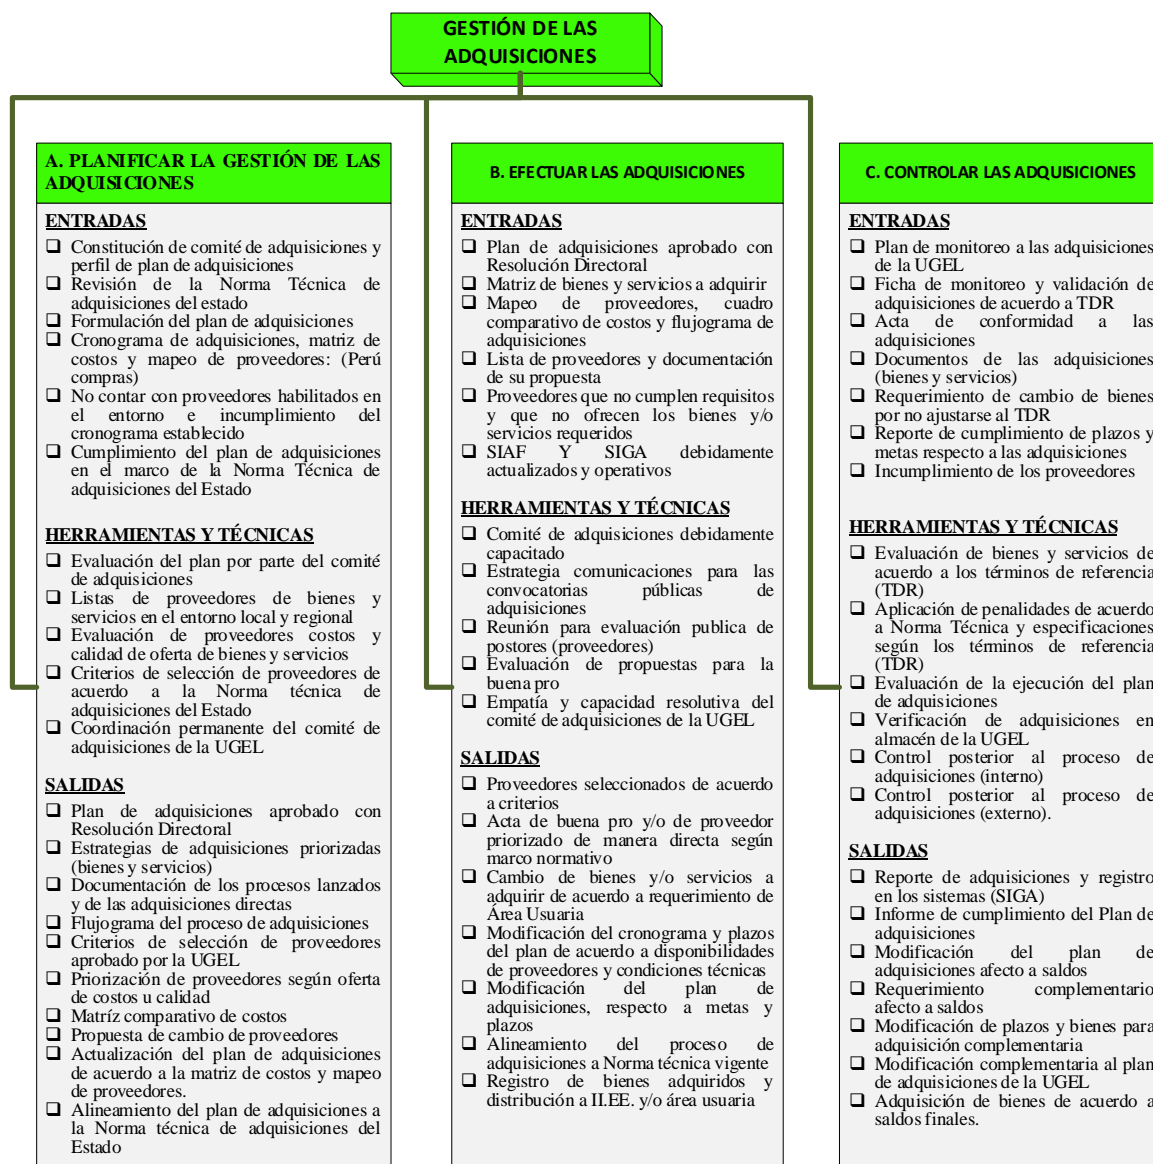 GESTIÓN DE LAS
ADQUISICIONES
A. PLANIFICAR LA GESTIÓN DE LAS
ADQUISICIONES
ENTRADAS
❑ Constitución de comité de adquisiciones y
perfil de plan de adquisiciones
❑ Revisión de la Norma Técnica de
adquisiciones del estado
❑ Formulación del plan de adquisiciones
❑ Cronograma de adquisiciones, matriz de
costos y mapeo de proveedores: (Perú
compras)
❑ No contar con proveedores habilitados en
el entorno e incumplimiento del
cronograma establecido
❑ Cumplimiento del plan de adquisiciones
en el marco de la Norma Técnica de
adquisiciones del Estado
HERRAMIENTAS Y TÉCNICAS
❑ Evaluación del plan por parte del comité
de adquisiciones
❑ Listas de proveedores de bienes y
servicios en el entorno local y regional
❑ Evaluación de proveedores costos y
calidad de oferta de bienes y servicios
❑ Criterios de selección de proveedores de
acuerdo a la Norma técnica de
adquisiciones del Estado
❑ Coordinación permanente del comité de
adquisiciones de la UGEL
SALIDAS
❑ Plan de adquisiciones aprobado con
Resolución Directoral
❑ Estrategias de adquisiciones priorizadas
(bienes y servicios)
❑ Documentación de los procesos lanzados
y de las adquisiciones directas
❑ Flujograma del proceso de adquisiciones
❑ Criterios de selección de proveedores
aprobado por la UGEL
❑ Priorización de proveedores según oferta
de costos u calidad
❑ Matríz comparativo de costos
❑ Propuesta de cambio de proveedores
❑ Actualización del plan de adquisiciones
de acuerdo a la matriz de costos y mapeo
de proveedores.
❑ Alineamiento del plan de adquisiciones a
la Norma técnica de adquisiciones del
Estado
B. EFECTUAR LAS ADQUISICIONES
ENTRADAS
❑ Plan de adquisiciones aprobado con
Resolución Directoral
❑ Matriz de bienes y servicios a adquirir
❑ Mapeo de proveedores, cuadro
comparativo de costos y flujograma de
adquisiciones
❑ Lista de proveedores y documentación
de su propuesta
❑ Proveedores que no cumplen requisitos
y que no ofrecen los bienes y/o
servicios requeridos
❑ SIAF Y SIGA debidamente
actualizados y operativos
HERRAMIENTAS Y TÉCNICAS
❑ Comité de adquisiciones debidamente
capacitado
❑ Estrategia comunicaciones para las
convocatorias públicas de
adquisiciones
❑ Reunión para evaluación publica de
postores (proveedores)
❑ Evaluación de propuestas para la
buena pro
❑ Empatía y capacidad resolutiva del
comité de adquisiciones de la UGEL
SALIDAS
❑ Proveedores seleccionados de acuerdo
a criterios
❑ Acta de buena pro y/o de proveedor
priorizado de manera directa según
marco normativo
❑ Cambio de bienes y/o servicios a
adquirir de acuerdo a requerimiento de
Área Usuaria
❑ Modificación del cronograma y plazos
del plan de acuerdo a disponibilidades
de proveedores y condiciones técnicas
❑ Modificación del plan de
adquisiciones, respecto a metas y
plazos
❑ Alineamiento del proceso de
adquisiciones a Norma técnica vigente
❑ Registro de bienes adquiridos y
distribución a II.EE. y/o área usuaria
C. CONTROLAR LAS ADQUISICIONES
ENTRADAS
❑ Plan de monitoreo a las adquisiciones
de la UGEL
❑ Ficha de monitoreo y validación de
adquisiciones de acuerdo a TDR
❑ Acta de conformidad a las
adquisiciones
❑ Documentos de las adquisiciones
(bienes y servicios)
❑ Requerimiento de cambio de bienes
por no ajustarse al TDR
❑ Reporte de cumplimiento de plazos y
metas respecto a las adquisiciones
❑ Incumplimiento de los proveedores
HERRAMIENTAS Y TÉCNICAS
❑ Evaluación de bienes y servicios de
acuerdo a los términos de referencia
(TDR)
❑ Aplicación de penalidades de acuerdo
a Norma Técnica y especificaciones
según los términos de referencia
(TDR)
❑ Evaluación de la ejecución del plan
de adquisiciones
❑ Verificación de adquisiciones en
almacén de la UGEL
❑ Control posterior al proceso de
adquisiciones (interno)
❑ Control posterior al proceso de
adquisiciones (externo).
SALIDAS
❑ Reporte de adquisiciones y registro
en los sistemas (SIGA)
❑ Informe de cumplimiento del Plan de
adquisiciones
❑ Modificación del plan de
adquisiciones afecto a saldos
❑ Requerimiento complementario
afecto a saldos
❑ Modificación de plazos y bienes para
adquisición complementaria
❑ Modificación complementaria al plan
de adquisiciones de la UGEL
❑ Adquisición de bienes de acuerdo a
saldos finales.